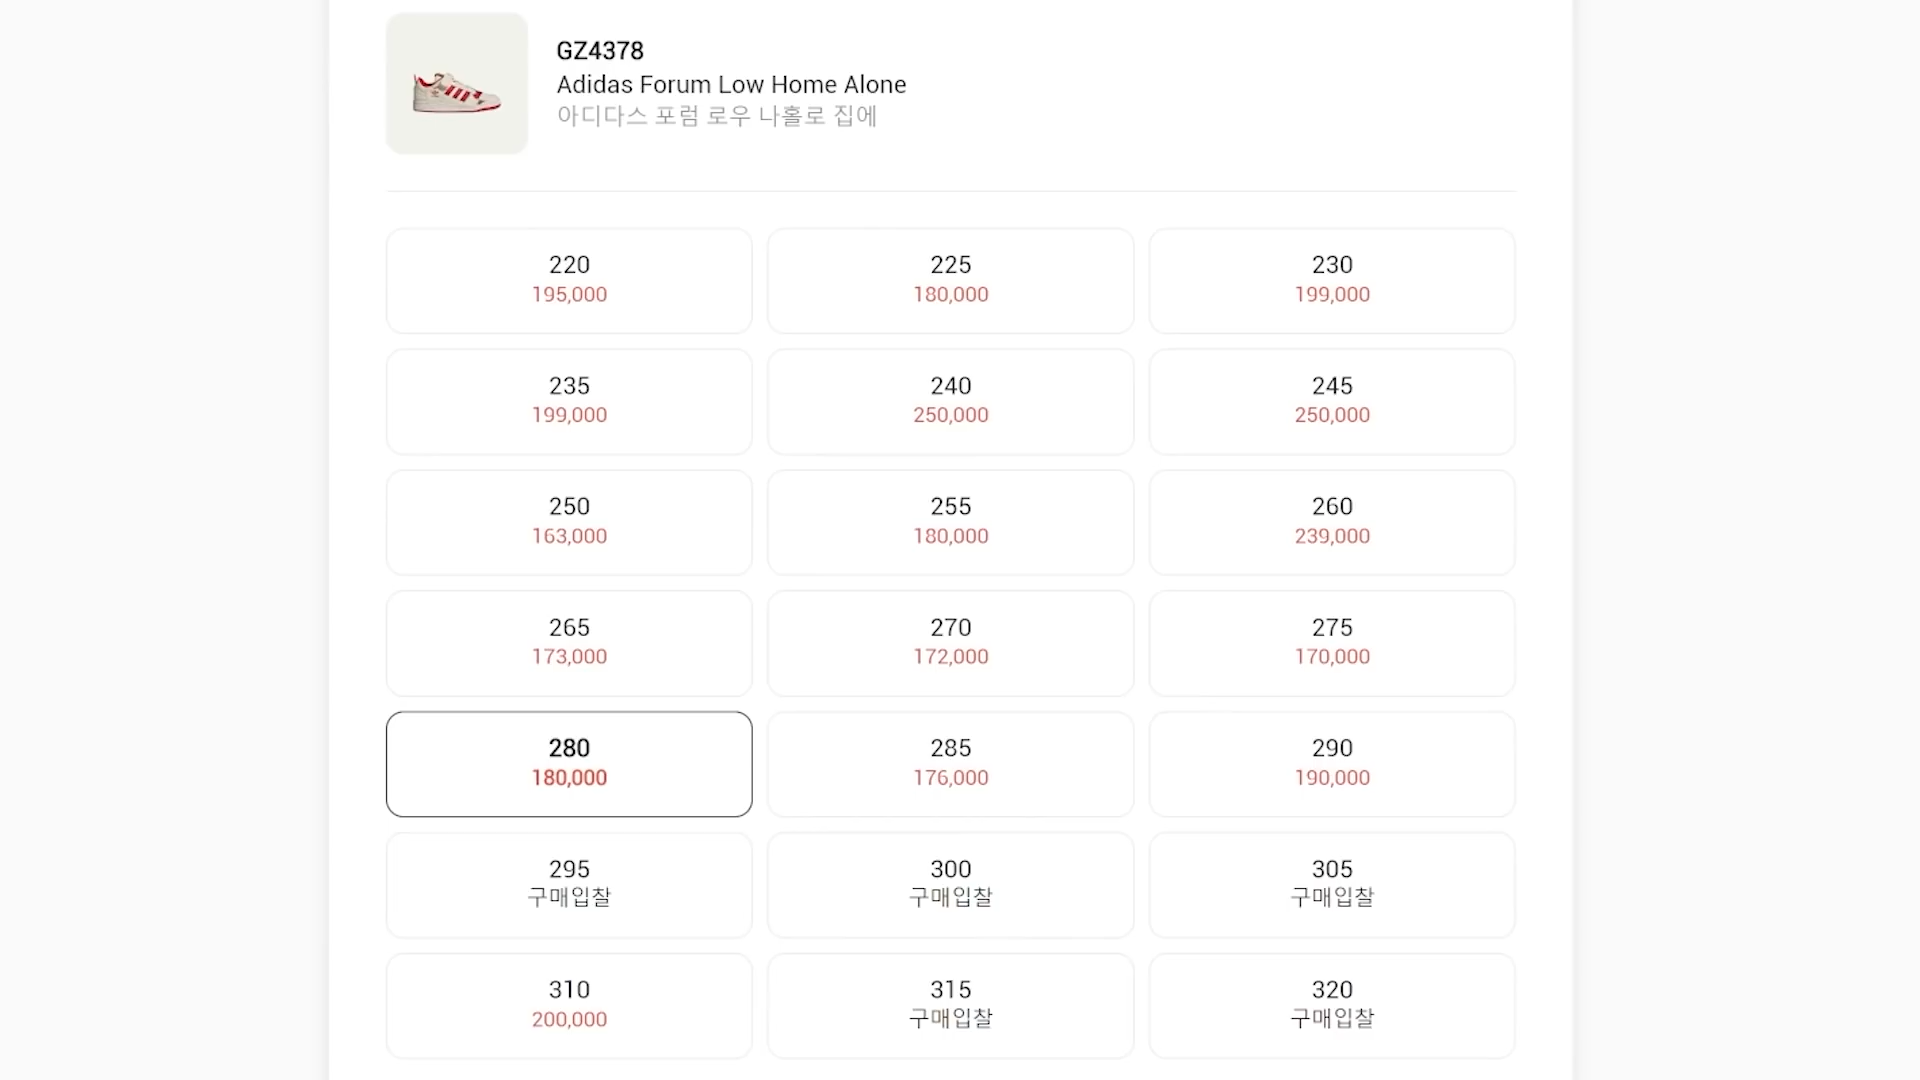 GZ4378
Adidas Forum Low Home Alone
아디다스 포럼 로우 나홀로 집에
220 225 230
195,000 180,000 199,000
235 240 245
199,000 250,000 250,000
250 255 260
163,000 180,000 239,000
265 270 275
173,000 172,000 170,000
280 285 290
180,000 176,000 190,000
295 300 305
구매입찰 구매입찰 구매입찰
310 315 320
200,000 구매입찰 구매입찰